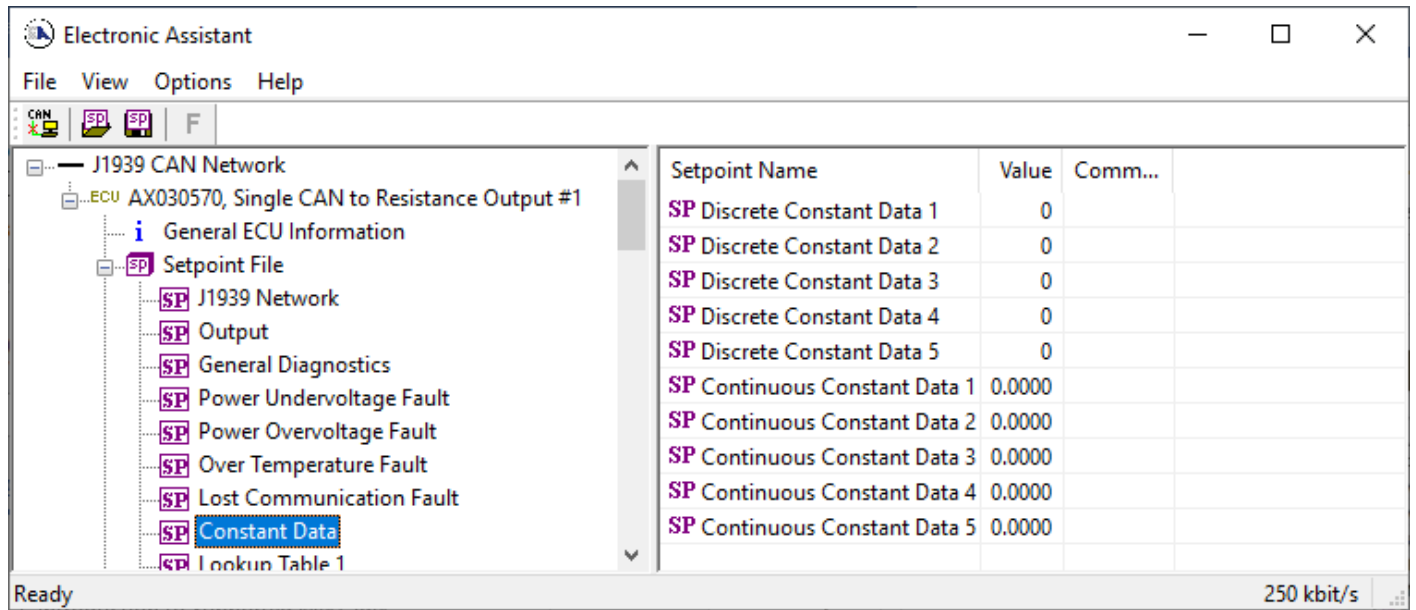 Electronic Assistant
File View Options Help
CAN SP SP F
J1939 CAN Network
ECU AX030570, Single CAN to Resistance Output #1
i General ECU Information
SP Setpoint File
SP J1939 Network
SP Output
SP General Diagnostics
SP Power Undervoltage Fault
SP Power Overvoltage Fault
SP Over Temperature Fault
SP Lost Communication Fault
SP Constant Data
SP Lookup Table 1
Setpoint Name Value Comm...
SP Discrete Constant Data 1 0
SP Discrete Constant Data 2 0
SP Discrete Constant Data 3 0
SP Discrete Constant Data 4 0
SP Discrete Constant Data 5 0
SP Continuous Constant Data 1 0.0000
SP Continuous Constant Data 2 0.0000
SP Continuous Constant Data 3 0.0000
SP Continuous Constant Data 4 0.0000
SP Continuous Constant Data 5 0.0000
Ready 250 kbit/s